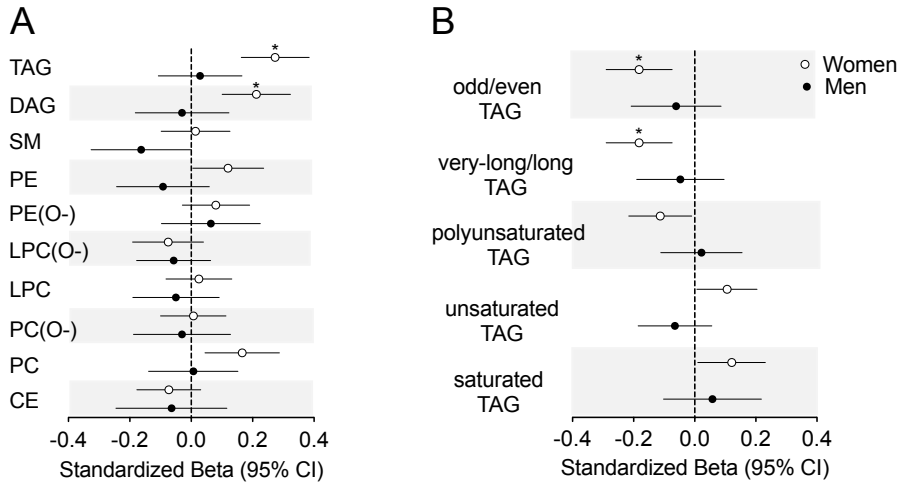 A
TAG
DAG
SM
PE
PE(O-)
LPC(O-)
LPC
PC(O-)
PC
CE
*
*
-0.4 -0.2 0.0 0.2 0.4
Standardized Beta (95% CI)
B
odd/even
TAG
very-long/long
TAG
polyunsaturated
TAG
unsaturated
TAG
saturated
TAG
*
*
Women
Men
-0.4 -0.2 0.0 0.2 0.4
Standardized Beta (95% CI)